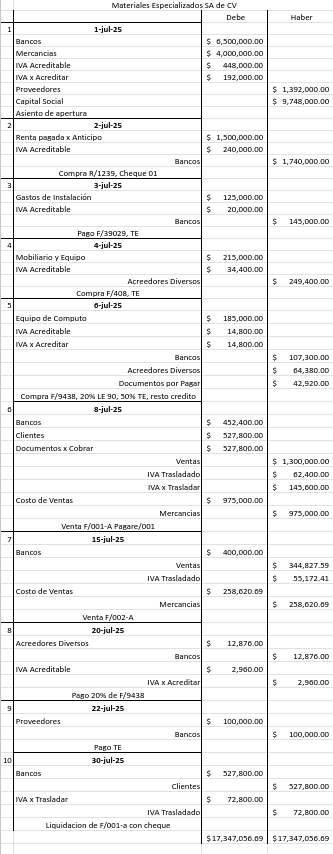 Materiales Especializados SA de CV
Debe Haber
1 1-jul-25
Bancos $ 6,500,000.00
Mercancias $ 4,000,000.00
IVA Acreditable $ 448,000.00
IVA x Acreditar $ 192,000.00
Proveedores $ 1,392,000.00
Capital Social $ 9,748,000.00
Asiento de apertura
2 2-jul-25
Renta pagada x Anticipo $ 1,500,000.00
IVA Acreditable $ 240,000.00
Bancos $ 1,740,000.00
Compra R/1239, Cheque 01
3 3-jul-25
Gastos de Instalación $ 125,000.00
IVA Acreditable $ 20,000.00
Bancos $ 145,000.00
Pago F/39029, TE
4 4-jul-25
Mobiliario y Equipo $ 215,000.00
IVA Acreditable $ 34,400.00
Acreedores Diversos $ 249,400.00
Compra F/408, TE
5 6-jul-25
Equipo de Computo $ 185,000.00
IVA Acreditable $ 14,800.00
IVA x Acreditar $ 14,800.00
Bancos $ 107,300.00
Acreedores Diversos $ 64,380.00
Documentos por Pagar $ 42,920.00
Compra F/9438, 20% LE 90, 50% TE, resto credito
6 8-jul-25
Bancos $ 452,400.00
Clientes $ 527,800.00
Documentos x Cobrar $ 527,800.00
Ventas $ 1,300,000.00
IVA Trasladado $ 62,400.00
IVA x Trasladar $ 145,600.00
Costo de Ventas $ 975,000.00
Mercancias $ 975,000.00
Venta F/001-A Pagare/001
7 15-jul-25
Bancos $ 400,000.00
Ventas $ 344,827.59
IVA Trasladado $ 55,172.41
Costo de Ventas $ 258,620.69
Mercancias $ 258,620.69
Venta F/002-A
8 20-jul-25
Acreedores Diversos $ 12,876.00
Bancos $ 12,876.00
IVA Acreditable $ 2,960.00
IVA x Acreditar $ 2,960.00
Pago 20% de F/9438
9 22-jul-25
Proveedores $ 100,000.00
Bancos $ 100,000.00
Pago TE
10 30-jul-25
Bancos $ 527,800.00
Clientes $ 527,800.00
IVA x Trasladar $ 72,800.00
IVA Trasladado $ 72,800.00
Liquidacion de F/001-a con cheque
$17,347,056.69 $17,347,056.69